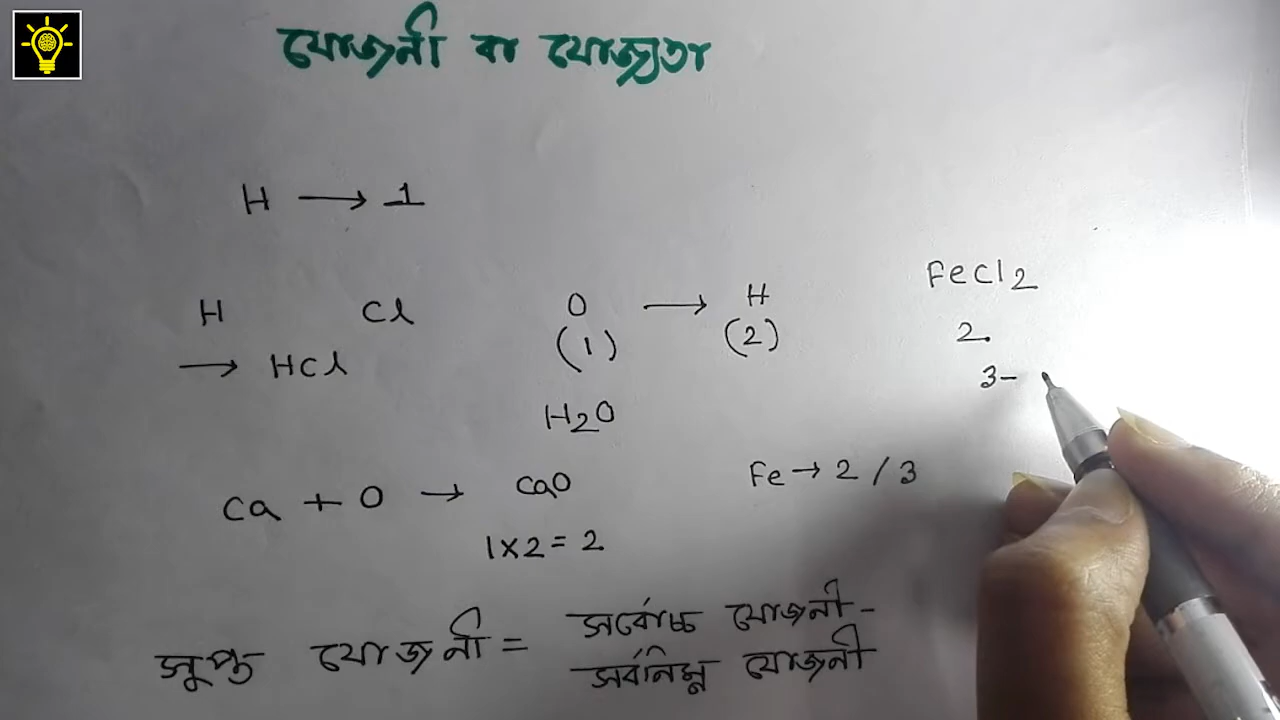 যোজনী বা যোজ্যতা
H → 1
H Cl
→ HCl
O → H
(1) (2)
H2O
FeCl2
2.
3-
Ca + O → CaO
1×2=2
Fe → 2/3
সুপ্ত যোজনী = সর্বোচ্চ যোজনী -
সর্বনিম্ন যোজনী